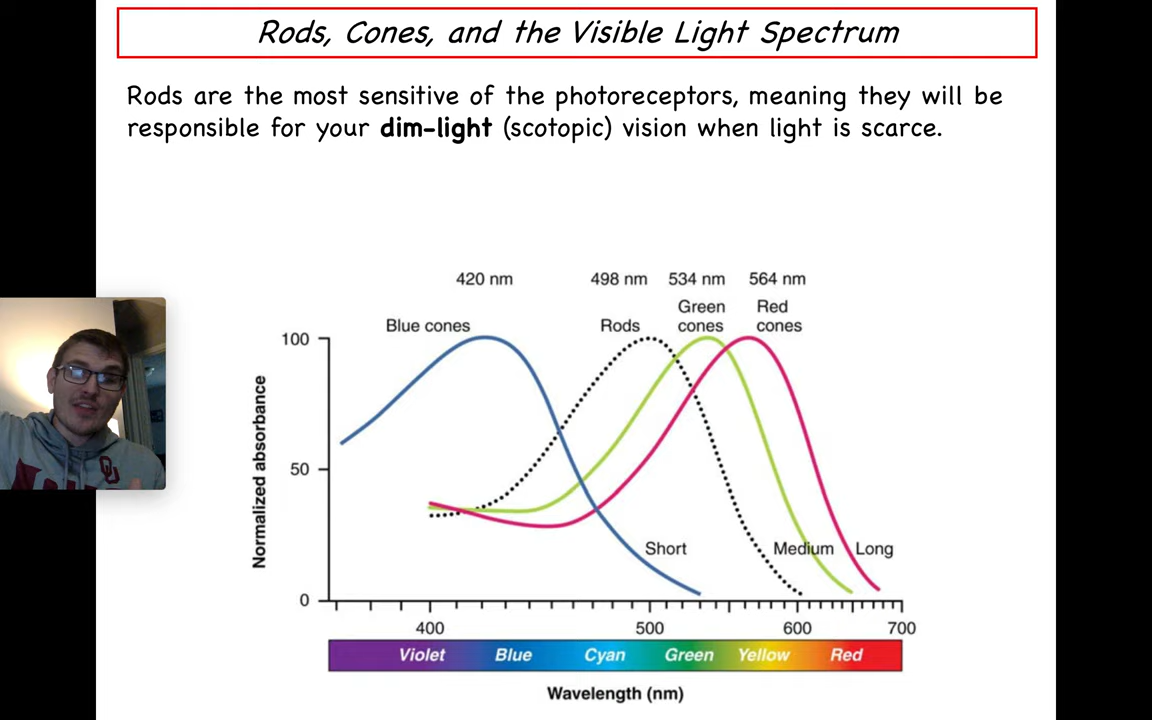 Rods, Cones, and the Visible Light Spectrum
Rods are the most sensitive of the photoreceptors, meaning they will be
responsible for your dim-light (scotopic) vision when light is scarce.
420 nm 498 nm 534 nm 564 nm
Blue cones Rods Green cones Red cones
100
50
0
Normalized absorbance
Short Medium Long
400 500 600 700
Violet Blue Cyan Green Yellow Red
Wavelength (nm)
OU